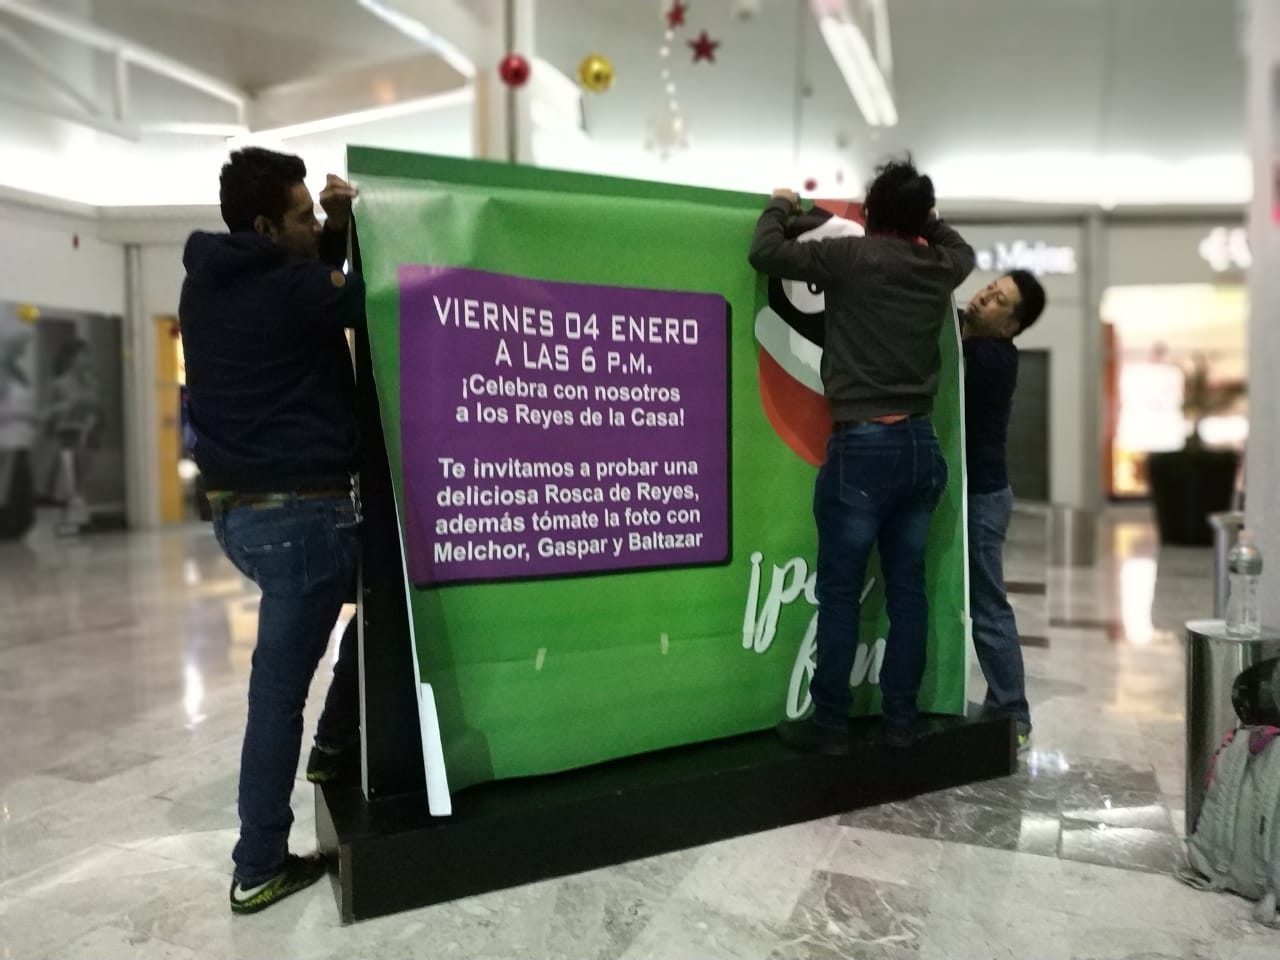 VIERNES 04 ENERO
A LAS 6 P.M.
¡Celebra con nosotros
a los Reyes de la Casa!
Te invitamos a probar una
deliciosa Rosca de Reyes,
además tómate la foto con
Melchor, Gaspar y Baltazar